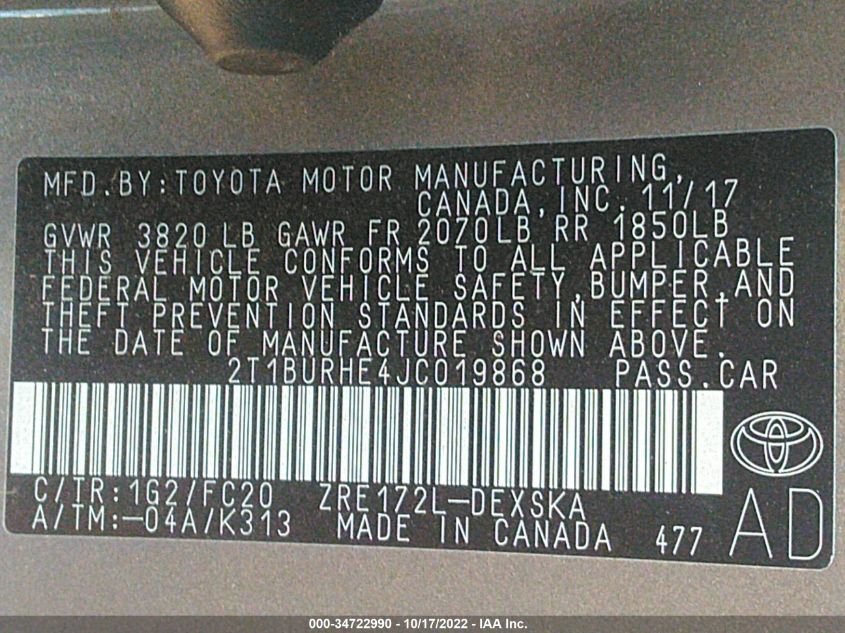 MFD.BY:TOYOTA MOTOR MANUFACTURING,
CANADA,INC. 11/17
GVWR 3820 LB GAWR FR 2070LB RR 1850LB
THIS VEHICLE CONFORMS TO ALL APPLICABLE
FEDERAL MOTOR VEHICLE SAFETY,BUMPER,AND
THEFT PREVENTION STANDARDS IN EFFECT ON
THE DATE OF MANUFACTURE SHOWN ABOVE.
2T1BURHE4JC019868 PASS.CAR
C/TR:1G2/FC20 ZRE172L-DEXSKA
A/TM:-04A/K313 MADE IN CANADA 477 AD
000-34722990 - 10/17/2022 - IAA Inc.